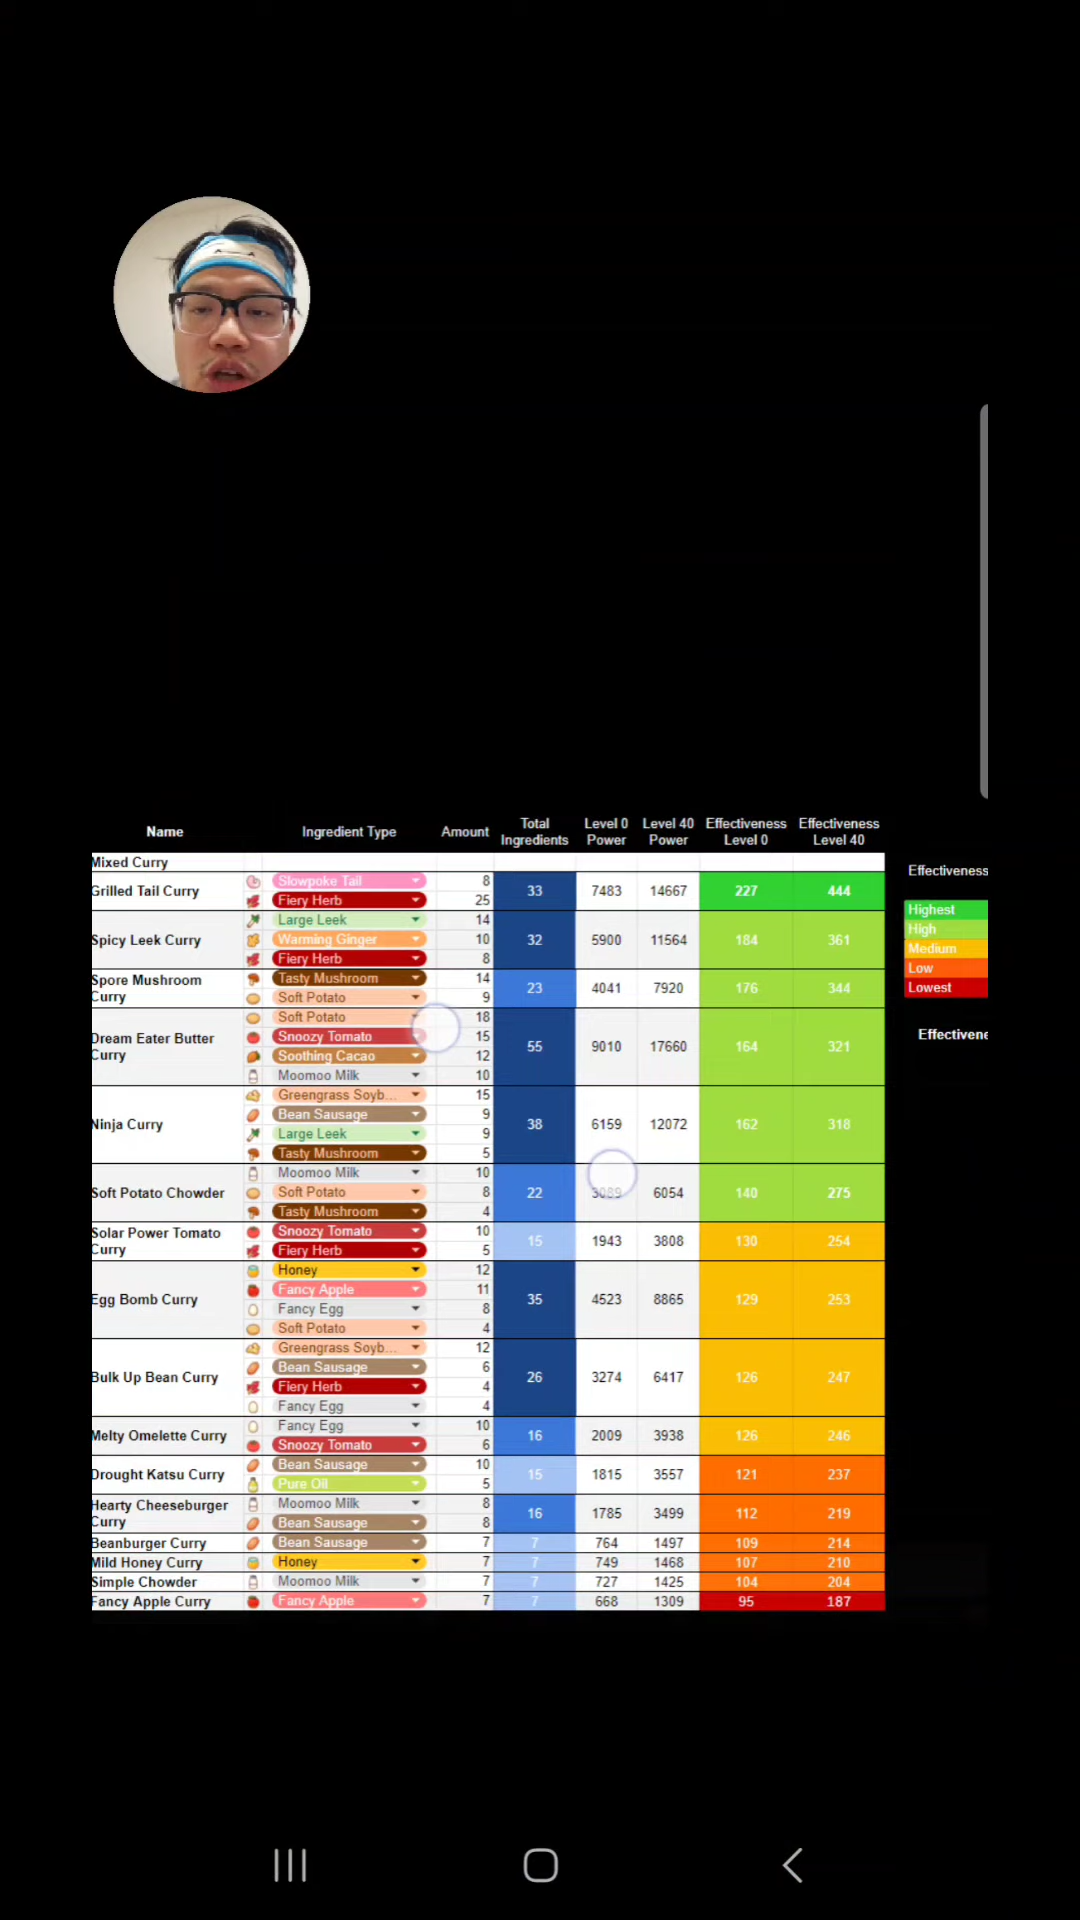 Name Ingredient Type Amount Total Ingredients Level 0 Power Level 40 Power Effectiveness Level 0 Effectiveness Level 40
Mixed Curry
Grilled Tail Curry Slowpoke Tail 8 33 7483 14667 227 444
Fiery Herb 25
Spicy Leek Curry Large Leek 14 32 5900 11564 184 361
Warming Ginger 10
Fiery Herb 8
Spore Mushroom Curry Tasty Mushroom 14 23 4041 7920 176 344
Soft Potato 9
Dream Eater Butter Curry Soft Potato 18 55 9010 17660 164 321
Snoozy Tomato 15
Soothing Cacao 12
Moomoo Milk 10
Ninja Curry Greengrass Soyb... 15 38 6159 12072 162 318
Bean Sausage 9
Large Leek 9
Tasty Mushroom 5
Soft Potato Chowder Moomoo Milk 10 22 3089 6054 140 275
Soft Potato 8
Tasty Mushroom 4
Solar Power Tomato Curry Snoozy Tomato 10 15 1943 3808 130 254
Fiery Herb 5
Egg Bomb Curry Honey 12 35 4523 8865 129 253
Fancy Apple 11
Fancy Egg 8
Soft Potato 4
Bulk Up Bean Curry Greengrass Soyb... 12 26 3274 6417 126 247
Bean Sausage 6
Fiery Herb 4
Fancy Egg 4
Melty Omelette Curry Fancy Egg 10 16 2009 3938 126 246
Snoozy Tomato 6
Drought Katsu Curry Bean Sausage 10 15 1815 3557 121 237
Pure Oil 5
Hearty Cheeseburger Curry Moomoo Milk 8 16 1785 3499 112 219
Bean Sausage 8
Beanburger Curry Bean Sausage 7 7 764 1497 109 214
Mild Honey Curry Honey 7 7 749 1468 107 210
Simple Chowder Moomoo Milk 7 7 727 1425 104 204
Fancy Apple Curry Fancy Apple 7 7 668 1309 95 187
Effectiveness
Highest
High
Medium
Low
Lowest
Effectivene